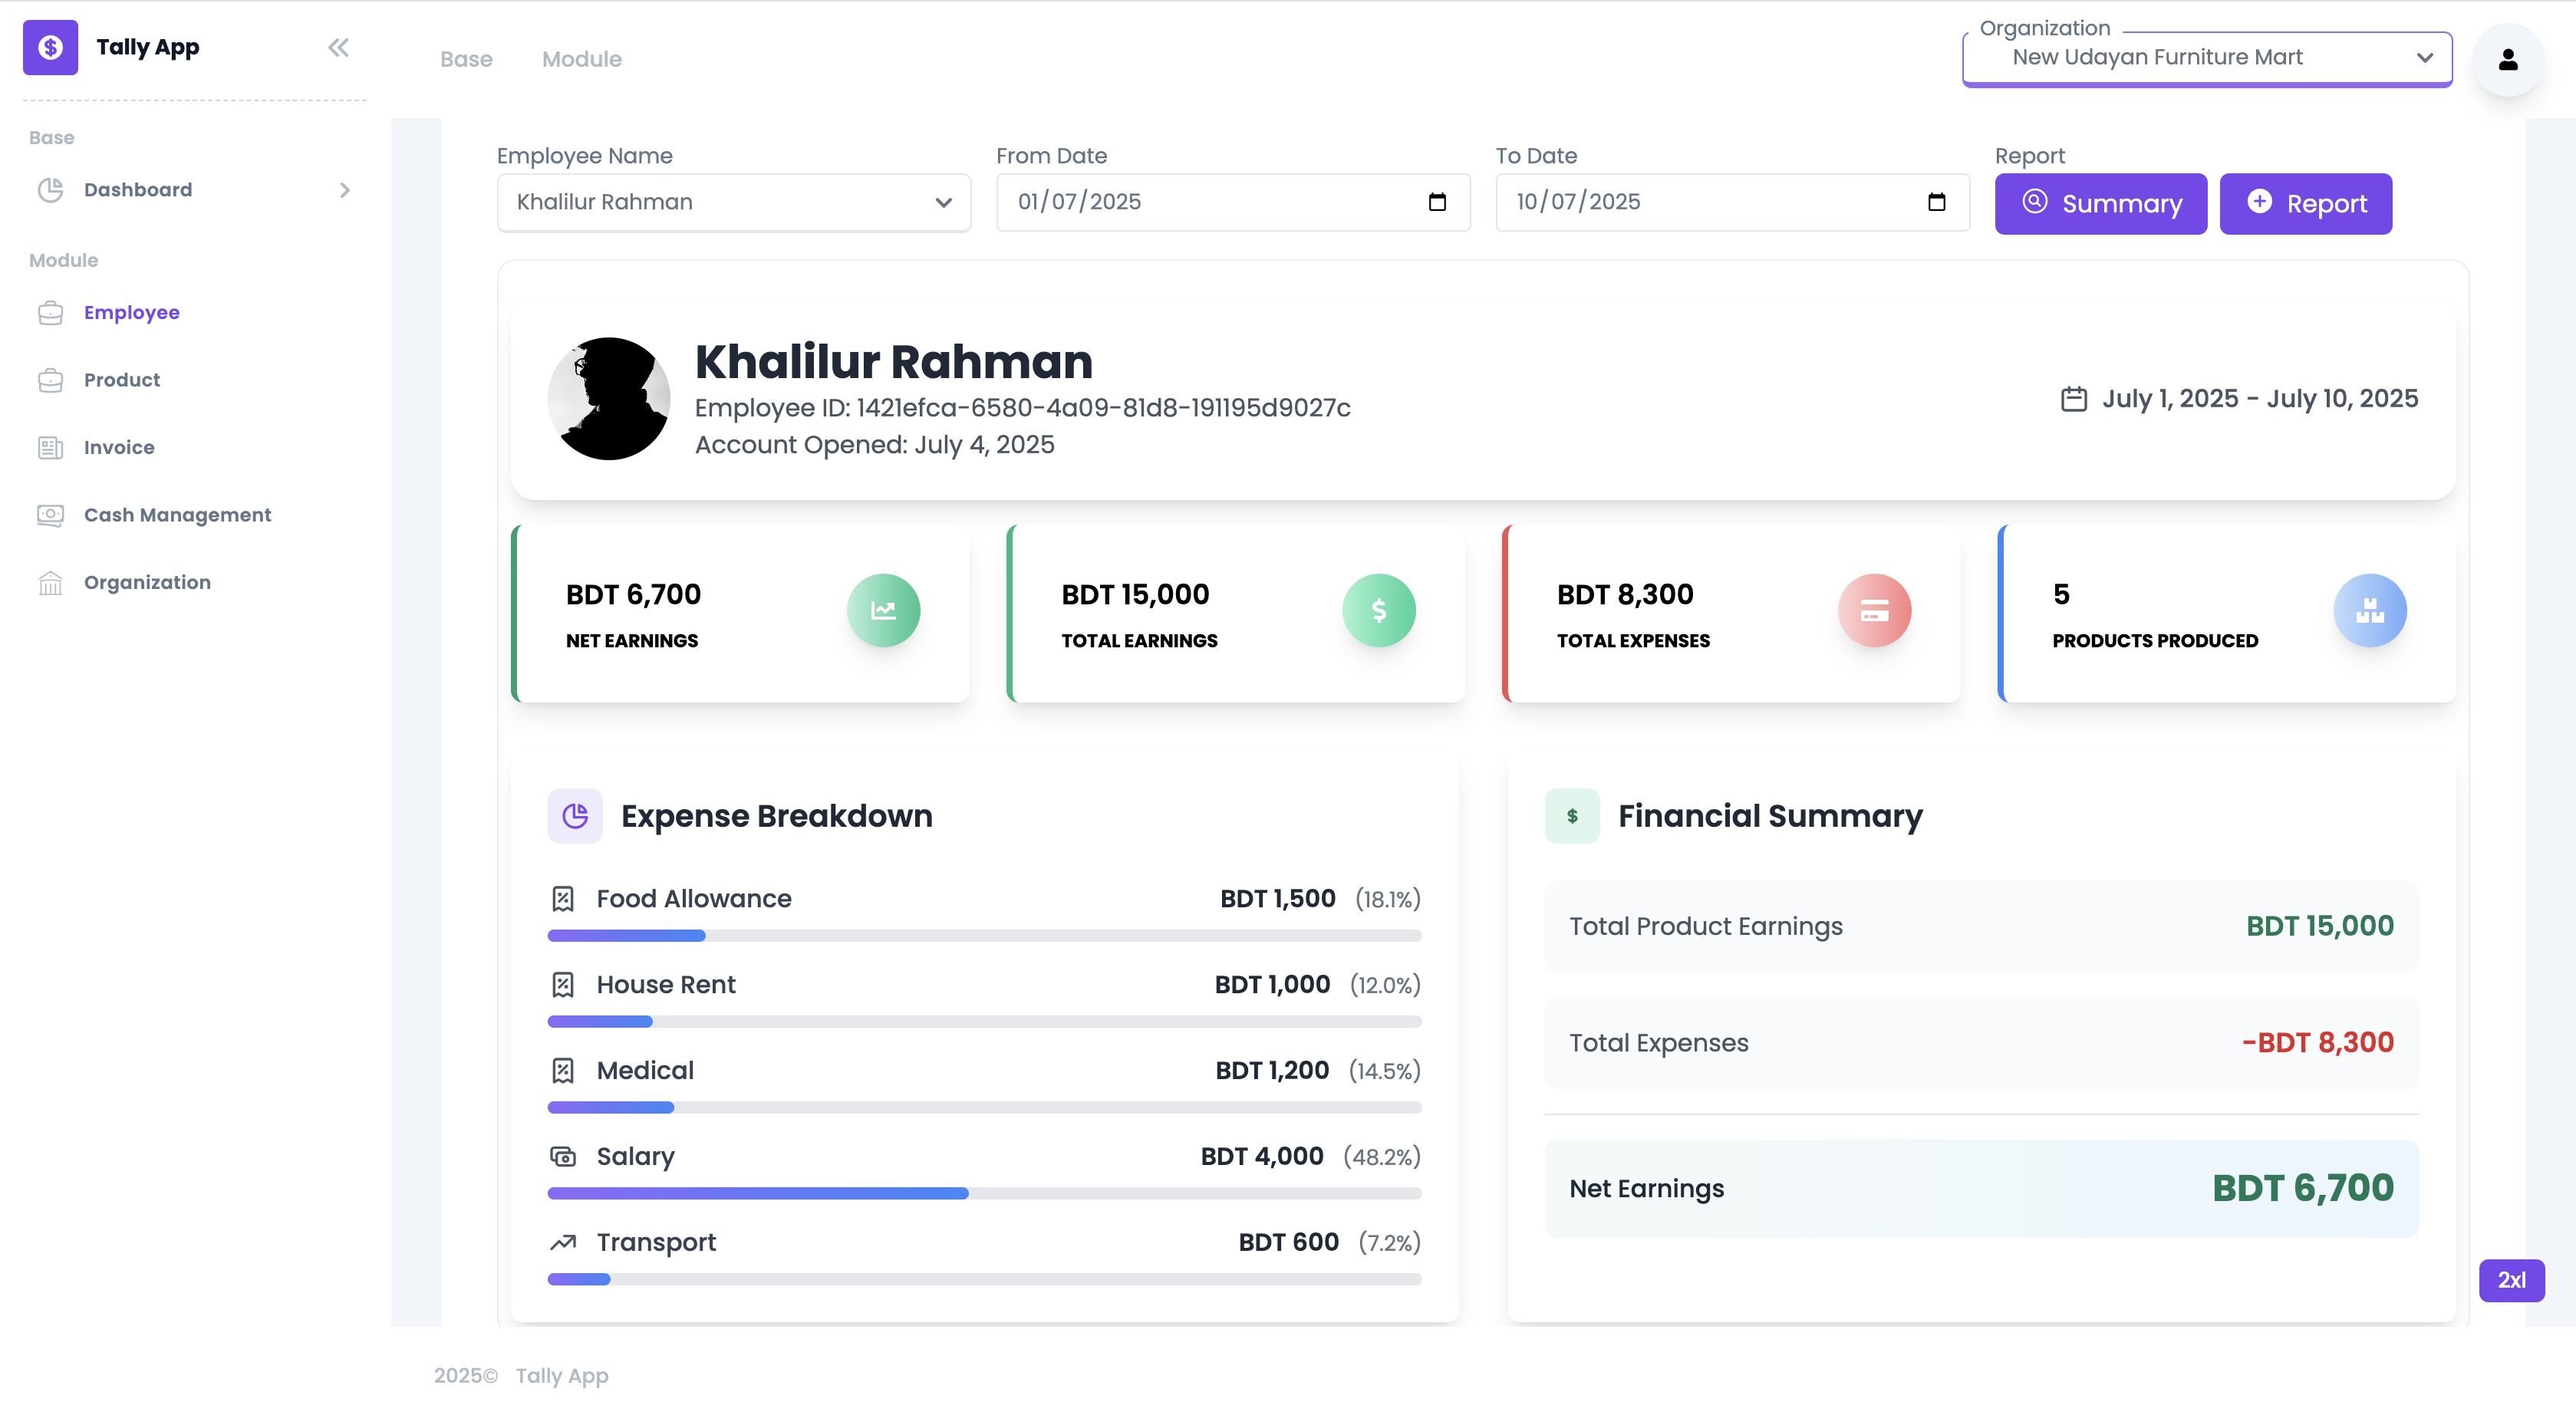 Tally App
Base
Module
Organization
New Udayan Furniture Mart
Base
Dashboard
Module
Employee
Product
Invoice
Cash Management
Organization
Employee Name
From Date
To Date
Report
Khalilur Rahman
01/07/2025
10/07/2025
Summary
Report
Khalilur Rahman
Employee ID: 1421efca-6580-4a09-81d8-191195d9027c
Account Opened: July 4, 2025
July 1, 2025 - July 10, 2025
BDT 6,700
NET EARNINGS
BDT 15,000
TOTAL EARNINGS
BDT 8,300
TOTAL EXPENSES
5
PRODUCTS PRODUCED
Expense Breakdown
Food Allowance BDT 1,500 (18.1%)
House Rent BDT 1,000 (12.0%)
Medical BDT 1,200 (14.5%)
Salary BDT 4,000 (48.2%)
Transport BDT 600 (7.2%)
Financial Summary
Total Product Earnings BDT 15,000
Total Expenses -BDT 8,300
Net Earnings BDT 6,700
2xl
2025© Tally App